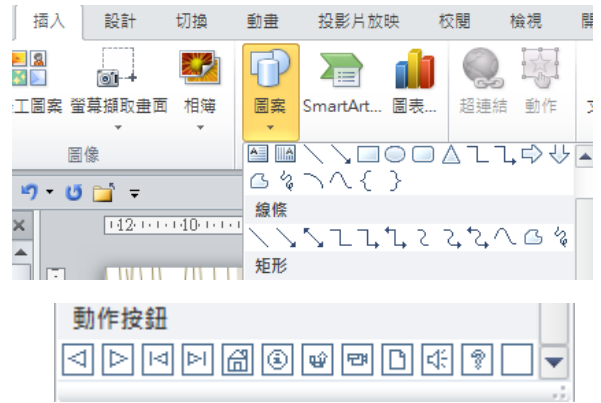 插入 設計 切換 動畫 投影片放映 校閱 檢視
工圖案 螢幕擷取畫面 相簿 圖案 SmartArt... 圖表... 超連結 動作
圖像
線條
12 10
矩形
動作按鈕